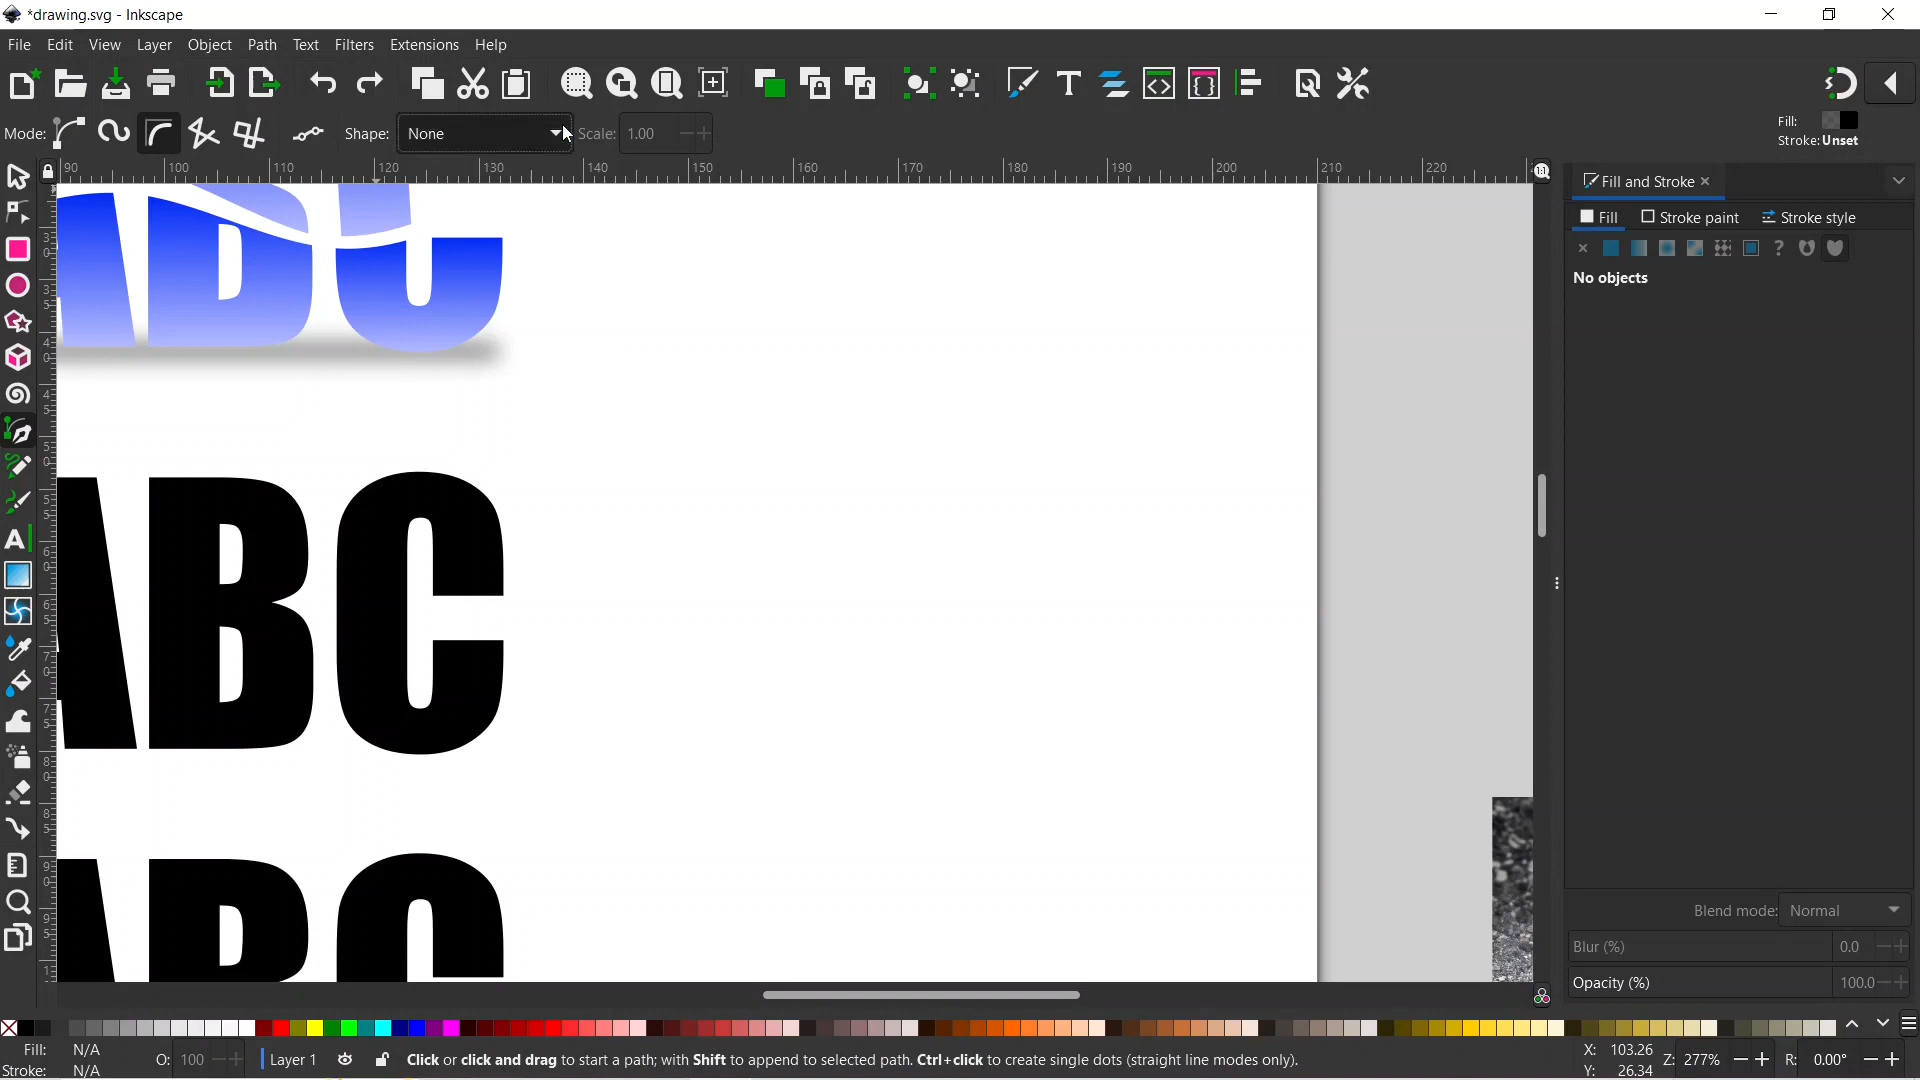 *drawing.svg - Inkscape
File Edit View Layer Object Path Text Filters Extensions Help
Mode: Shape: None Scale: 1.00
Fill:
Stroke: Unset
90 100 110 120 130 140 150 160 170 180 190 200 210 220
Fill and Stroke
Fill Stroke paint Stroke style
No objects
ABC
ABC
ABC
Blend mode: Normal
Blur (%) 0.0
Opacity (%) 100.0
Fill: N/A
Stroke: N/A
O: 100 Layer 1 Click or click and drag to start a path; with Shift to append to selected path. Ctrl+click to create single dots (straight line modes only).
X: 103.26
Y: 26.34
Z: 277% R: 0.00°